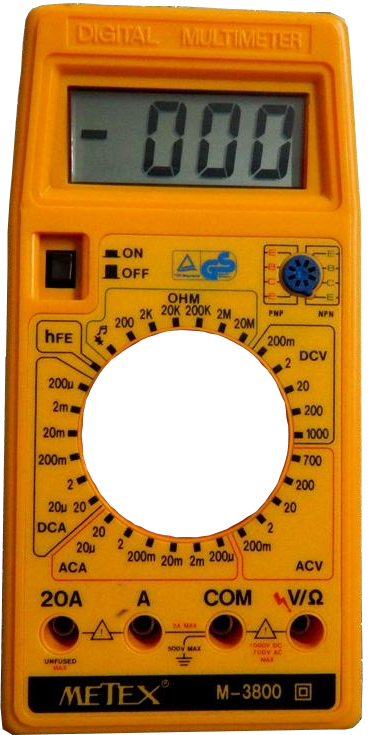 DIGITAL MULTIMETER
- 000
ON
OFF
OHM
200 2K 20K 200K 2M 20M
hFE
E E
B B
C C
E E
PNP NPN
200m
2
DCV
20
200
1000
200µ
2m
20m
200m
2
20µ 20
DCA
700
200
20
2
200m
ACV
20
20µ
2
200m
20m
2m
200µ
ACA
20A A COM V/Ω
UNFUSED
MAX
2A MAX
500V MAX
1000V DC
700V AC
MAX
METEX® M-3800